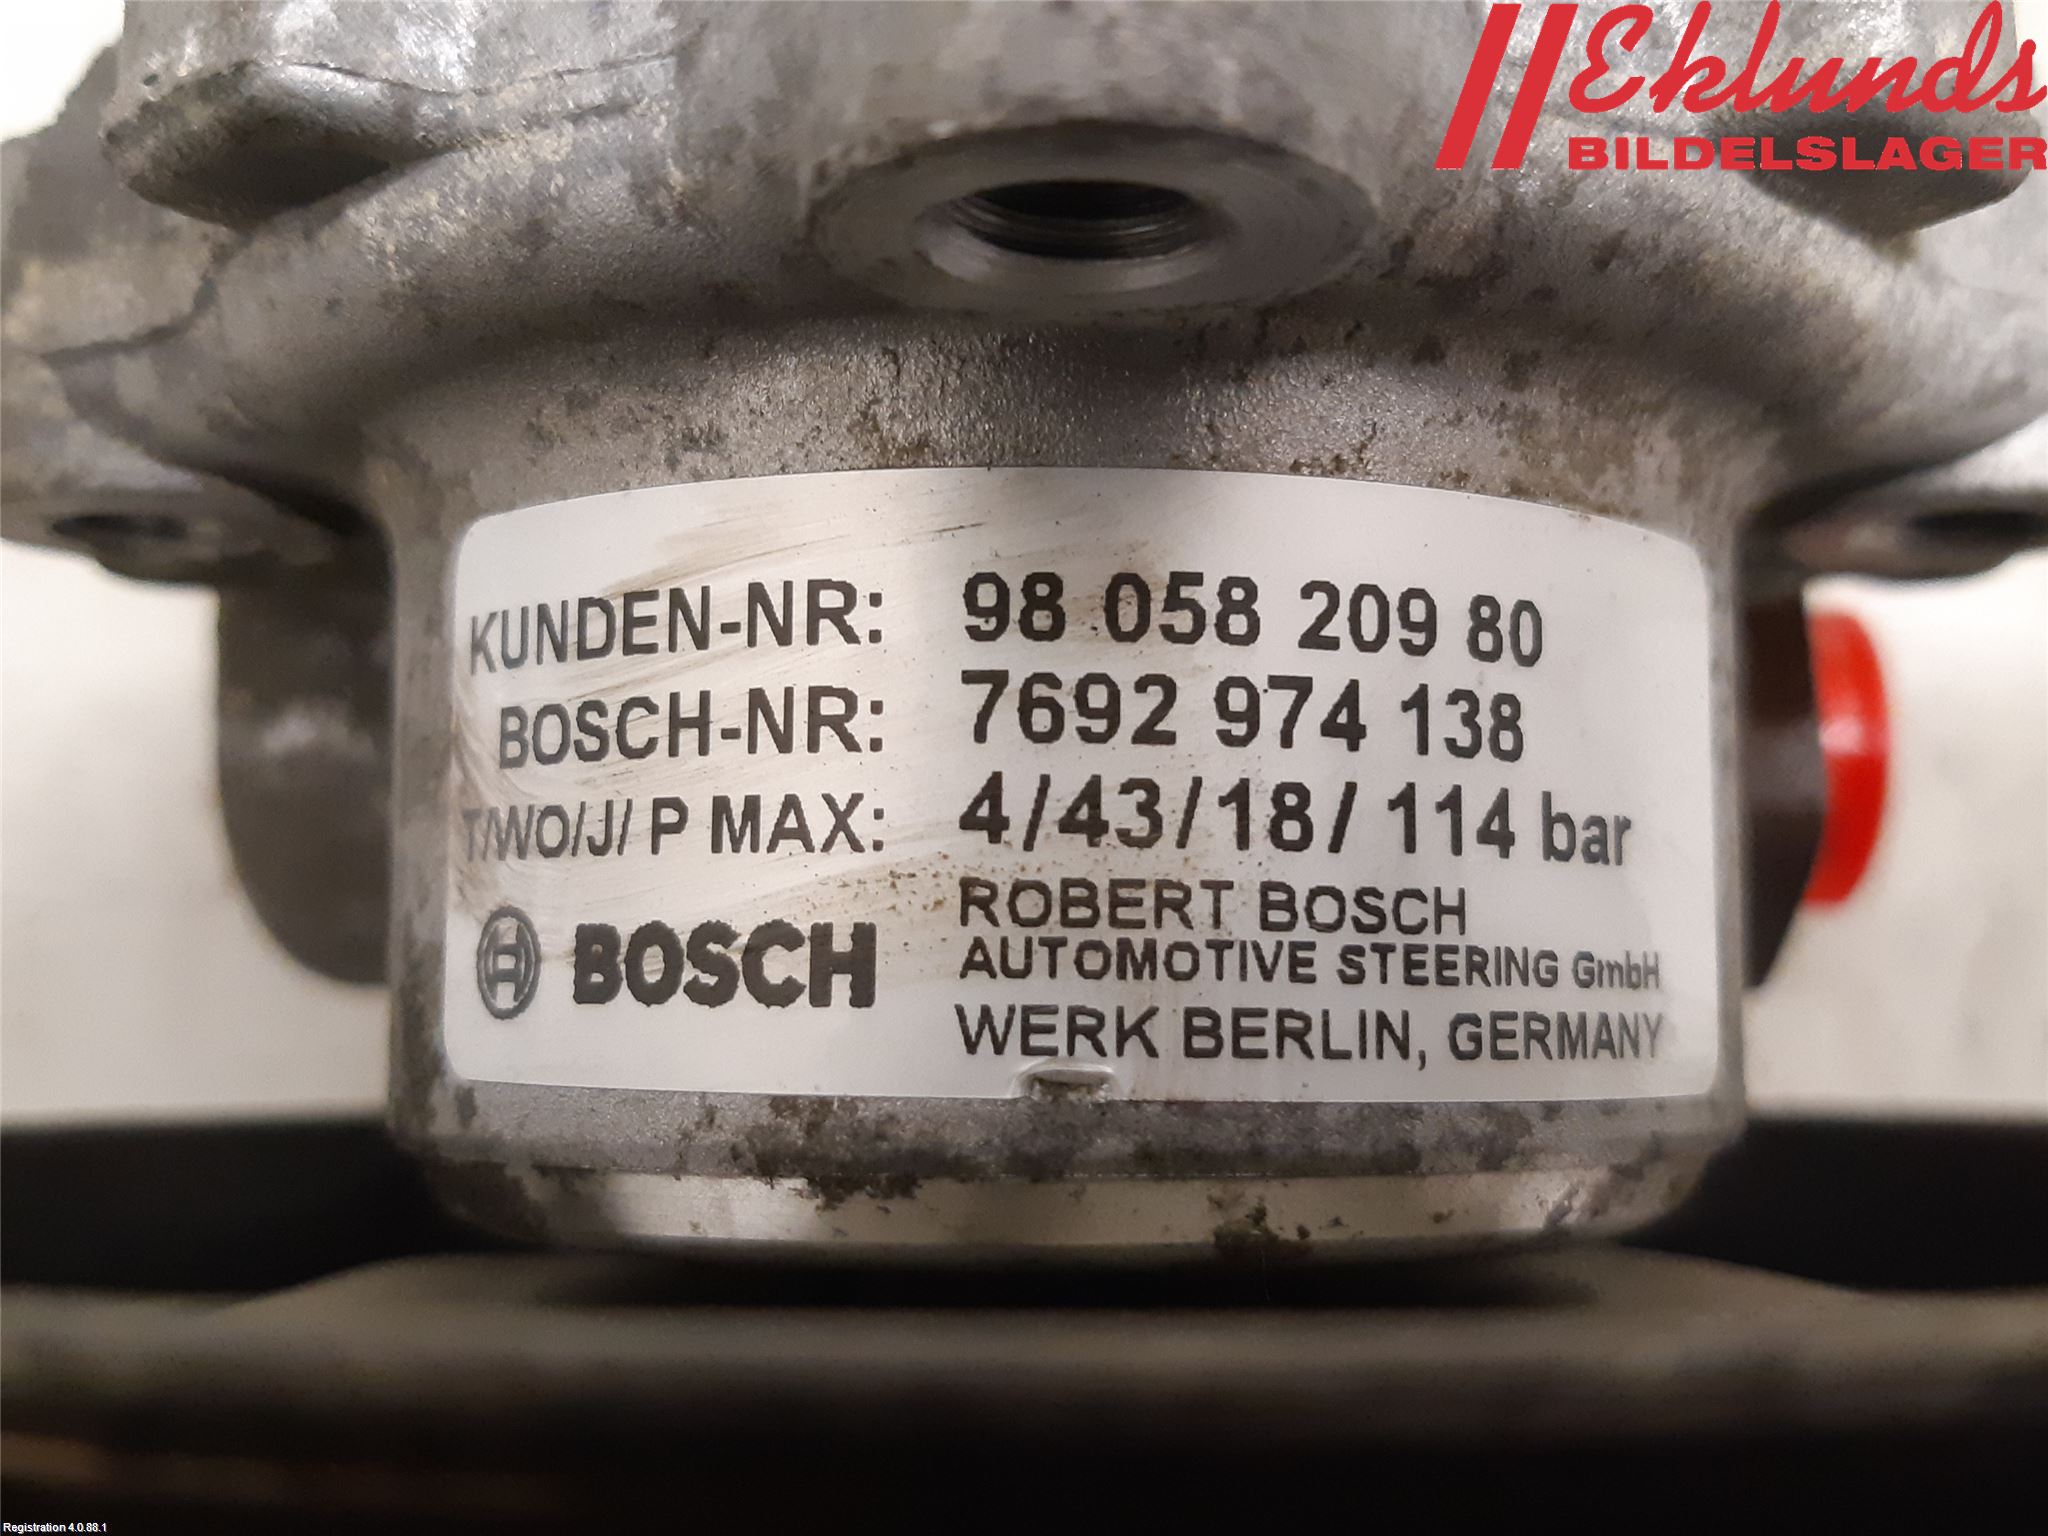 Eklunds
BILDELSLAGER
KUNDEN-NR: 98 058 209 80
BOSCH-NR: 7692 974 138
T/WO/J/ P MAX: 4/43/18/ 114 bar
BOSCH
ROBERT BOSCH
AUTOMOTIVE STEERING GmbH
WERK BERLIN, GERMANY
Registration 4.0.88.1